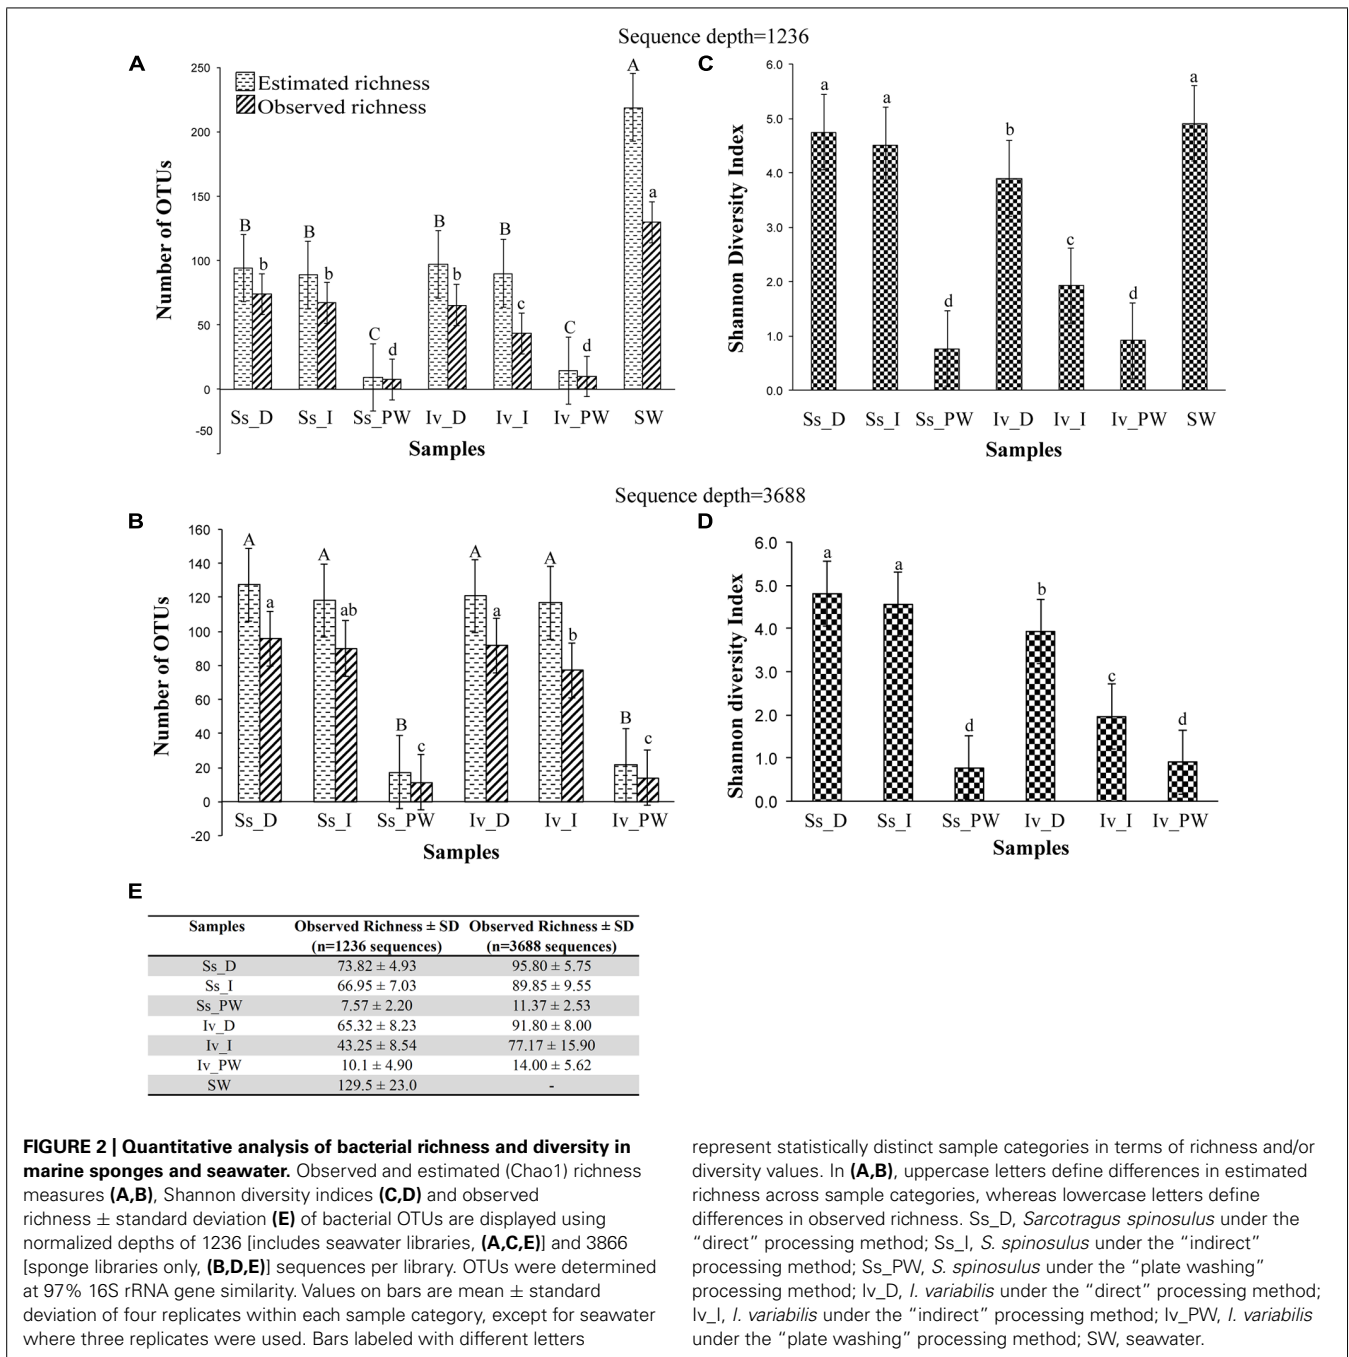 Sequence depth=1236
A
250
200
150
100
50
0
-50
Number of OTUs
Estimated richness
Observed richness
B
b
B
b
C
d
B
b
B
c
C
d
A
a
Ss_D Ss_I Ss_PW Iv_D Iv_I Iv_PW SW
Samples
C
6.0
5.0
4.0
3.0
2.0
1.0
0.0
Shannon Diversity Index
a
a
d
b
c
d
a
Ss_D Ss_I Ss_PW Iv_D Iv_I Iv_PW SW
Samples
Sequence depth=3688
B
160
140
120
100
80
60
40
20
0
-20
Number of OTUs
A
a
A
ab
B
c
A
a
A
b
B
c
Ss_D Ss_I Ss_PW Iv_D Iv_I Iv_PW
Samples
D
6.0
5.0
4.0
3.0
2.0
1.0
0.0
Shannon diversity Index
a
a
d
b
c
d
Ss_D Ss_I Ss_PW Iv_D Iv_I Iv_PW
Samples
E
Samples Observed Richness ± SD Observed Richness ± SD
(n=1236 sequences) (n=3688 sequences)
Ss_D 73.82 ± 4.93 95.80 ± 5.75
Ss_I 66.95 ± 7.03 89.85 ± 9.55
Ss_PW 7.57 ± 2.20 11.37 ± 2.53
Iv_D 65.32 ± 8.23 91.80 ± 8.00
Iv_I 43.25 ± 8.54 77.17 ± 15.90
Iv_PW 10.1 ± 4.90 14.00 ± 5.62
SW 129.5 ± 23.0 -
FIGURE 2 | Quantitative analysis of bacterial richness and diversity in
marine sponges and seawater. Observed and estimated (Chao1) richness
measures (A,B), Shannon diversity indices (C,D) and observed
richness ± standard deviation (E) of bacterial OTUs are displayed using
normalized depths of 1236 [includes seawater libraries, (A,C,E)] and 3866
[sponge libraries only, (B,D,E)] sequences per library. OTUs were determined
at 97% 16S rRNA gene similarity. Values on bars are mean ± standard
deviation of four replicates within each sample category, except for seawater
where three replicates were used. Bars labeled with different letters
represent statistically distinct sample categories in terms of richness and/or
diversity values. In (A,B), uppercase letters define differences in estimated
richness across sample categories, whereas lowercase letters define
differences in observed richness. Ss_D, Sarcotragus spinosulus under the
“direct” processing method; Ss_I, S. spinosulus under the “indirect”
processing method; Ss_PW, S. spinosulus under the “plate washing”
processing method; Iv_D, I. variabilis under the “direct” processing method;
Iv_I, I. variabilis under the “indirect” processing method; Iv_PW, I. variabilis
under the “plate washing” processing method; SW, seawater.